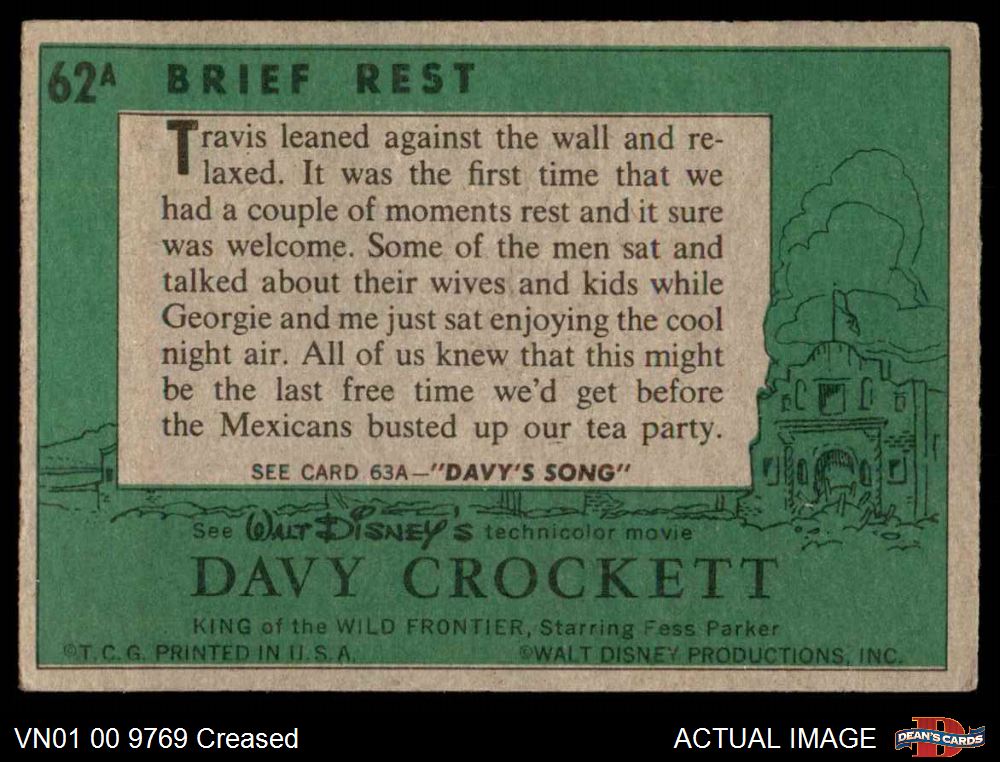 62A BRIEF REST
Travis leaned against the wall and re-
laxed. It was the first time that we
had a couple of moments rest and it sure
was welcome. Some of the men sat and
talked about their wives and kids while
Georgie and me just sat enjoying the cool
night air. All of us knew that this might
be the last free time we'd get before
the Mexicans busted up our tea party.
SEE CARD 63A—"DAVY'S SONG"
See WALT DISNEY'S technicolor movie
DAVY CROCKETT
KING of the WILD FRONTIER, Starring Fess Parker
©T.C.G. PRINTED IN U.S.A. ©WALT DISNEY PRODUCTIONS, INC.
VN01 00 9769 Creased ACTUAL IMAGE D DEAN'S CARDS